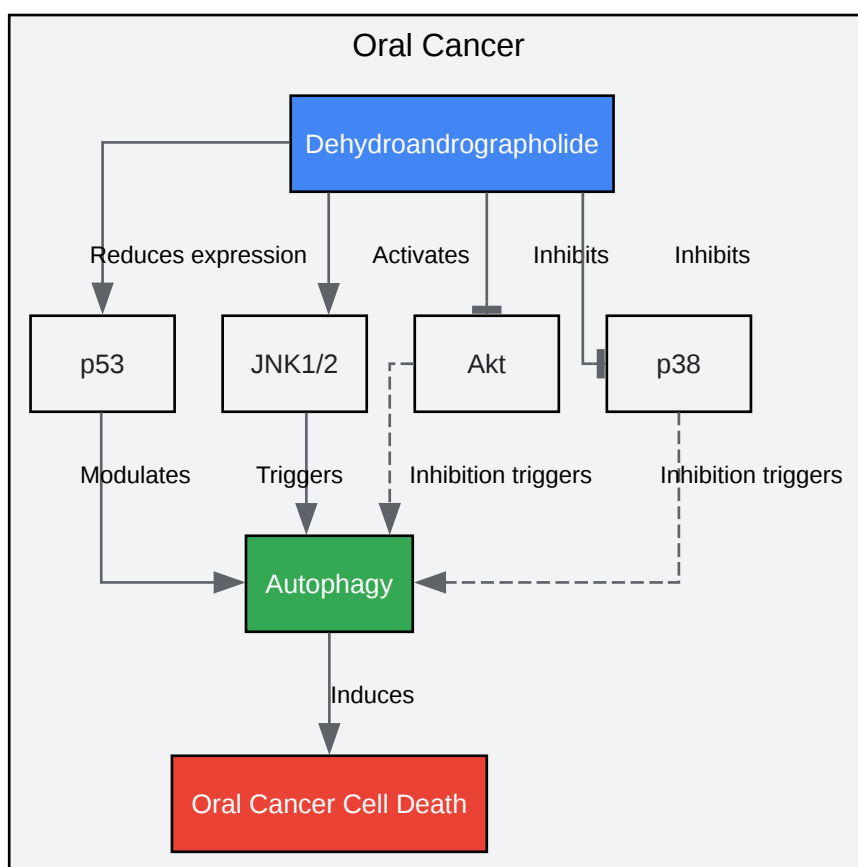 Oral Cancer
Dehydroandrographolide
Reduces expression
Activates
Inhibits
Inhibits
p53
JNK1/2
Akt
p38
Modulates
Triggers
Inhibition triggers
Inhibition triggers
Autophagy
Induces
Oral Cancer Cell Death